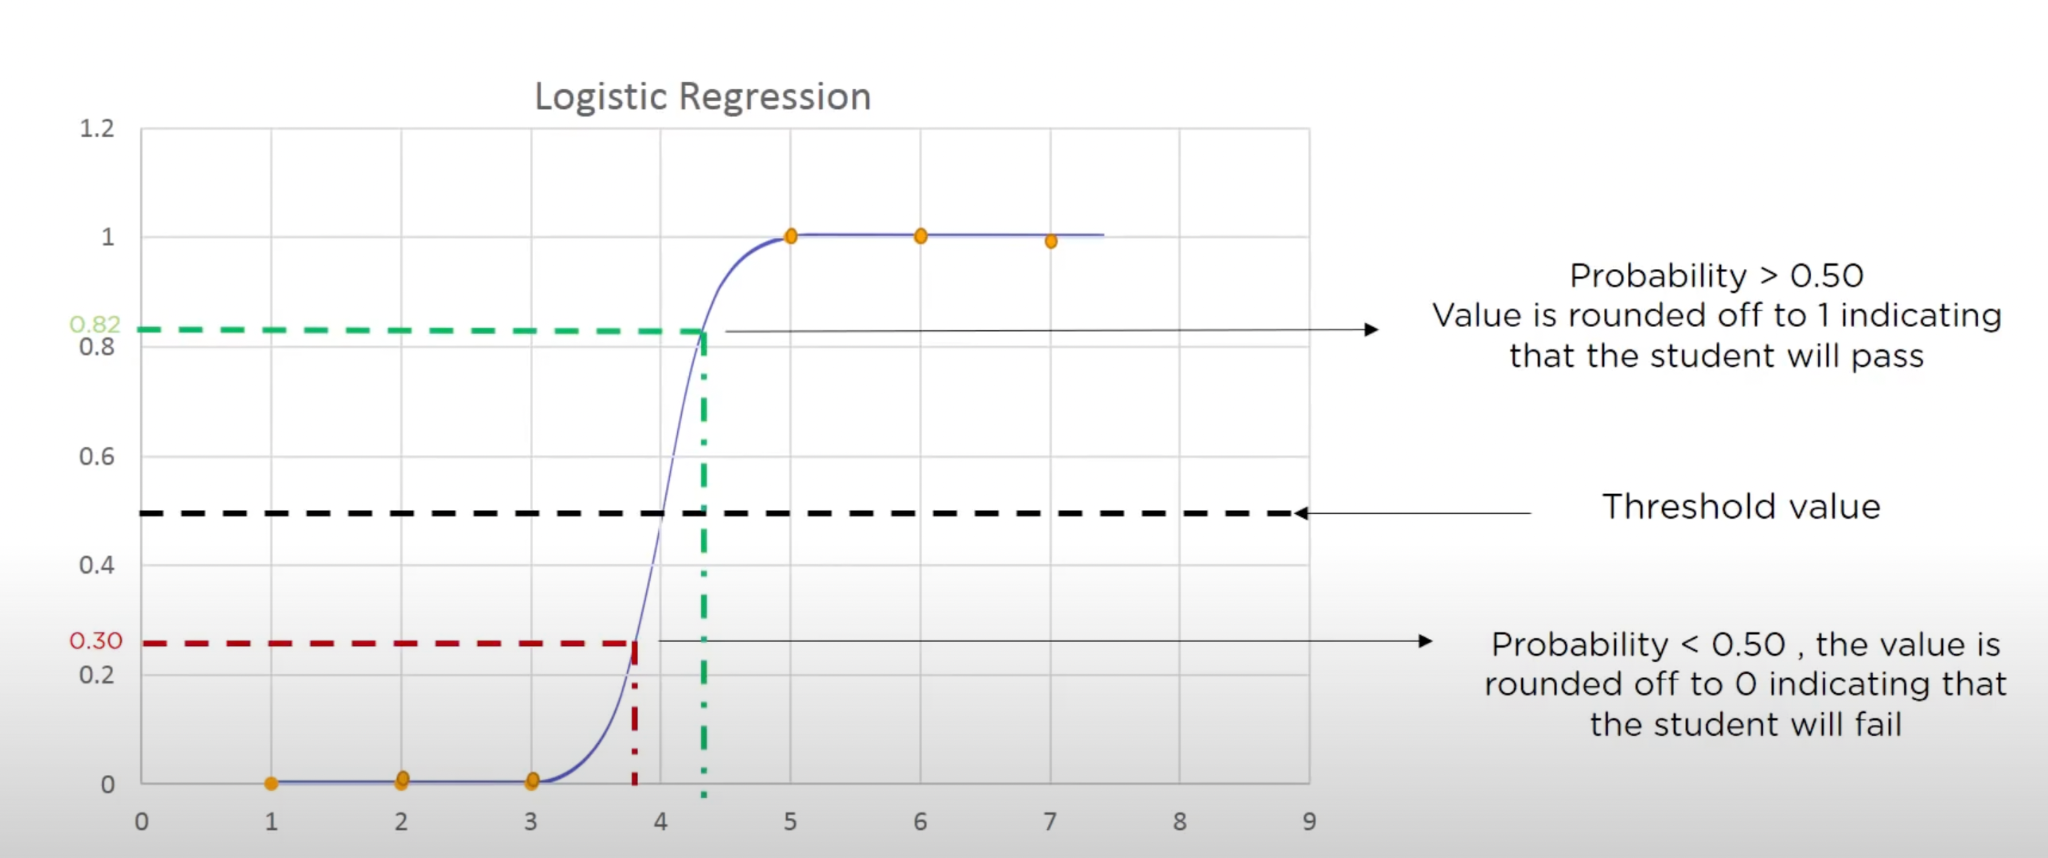 Logistic Regression
1.2
1
0.82
0.8
0.6
0.4
0.30
0.2
0
0 1 2 3 4 5 6 7 8 9
Probability > 0.50
Value is rounded off to 1 indicating
that the student will pass
Threshold value
Probability < 0.50 , the value is
rounded off to 0 indicating that
the student will fail